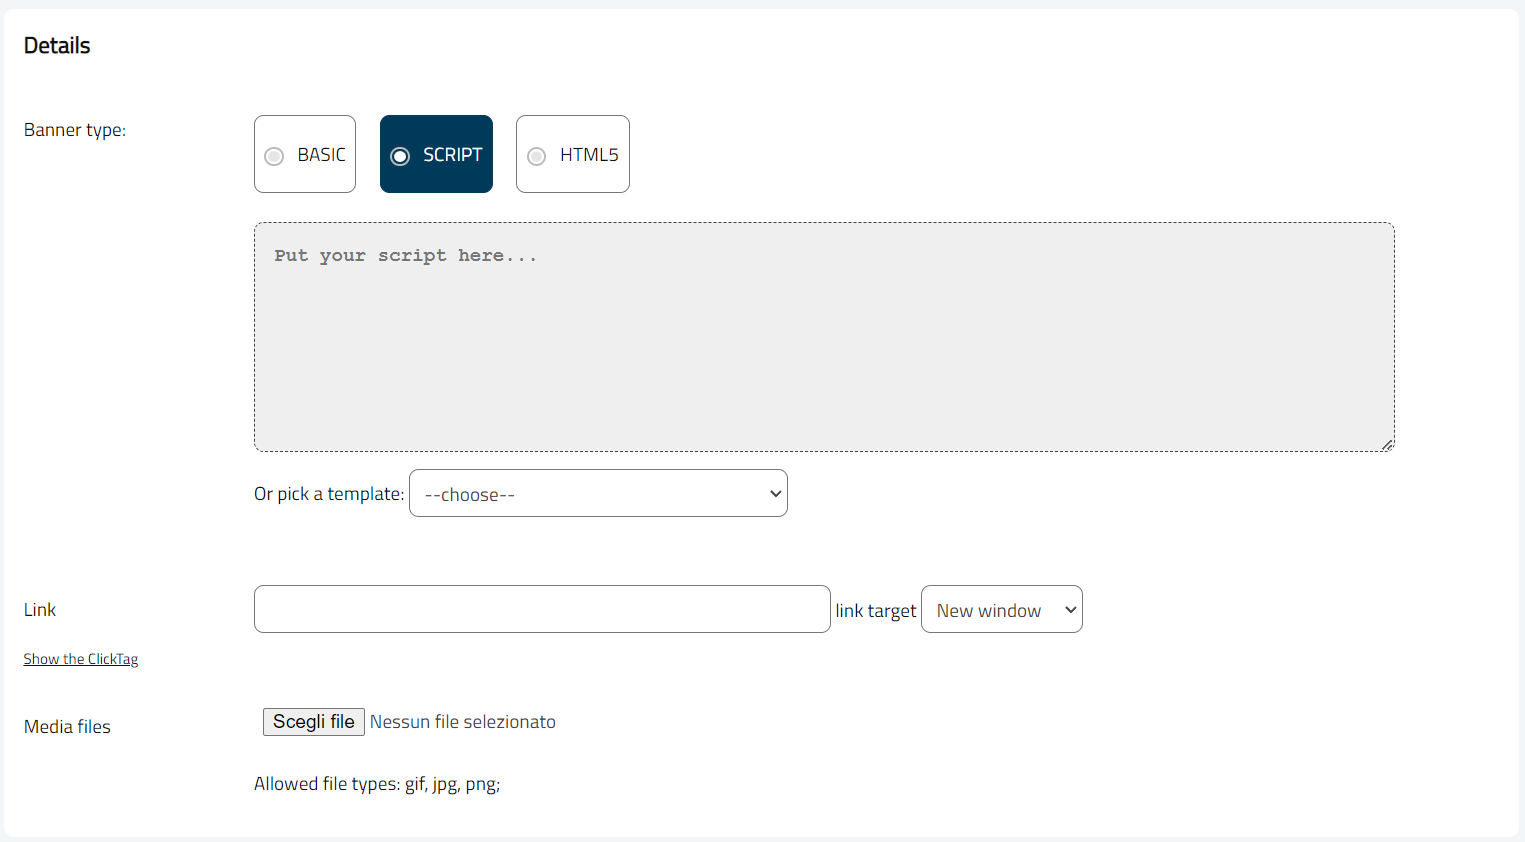 Details
Banner type:
BASIC
SCRIPT
HTML5
Put your script here...
Or pick a template: --choose--
Link
link target New window
Show the ClickTag
Media files
Scegli file Nessun file selezionato
Allowed file types: gif, jpg, png;